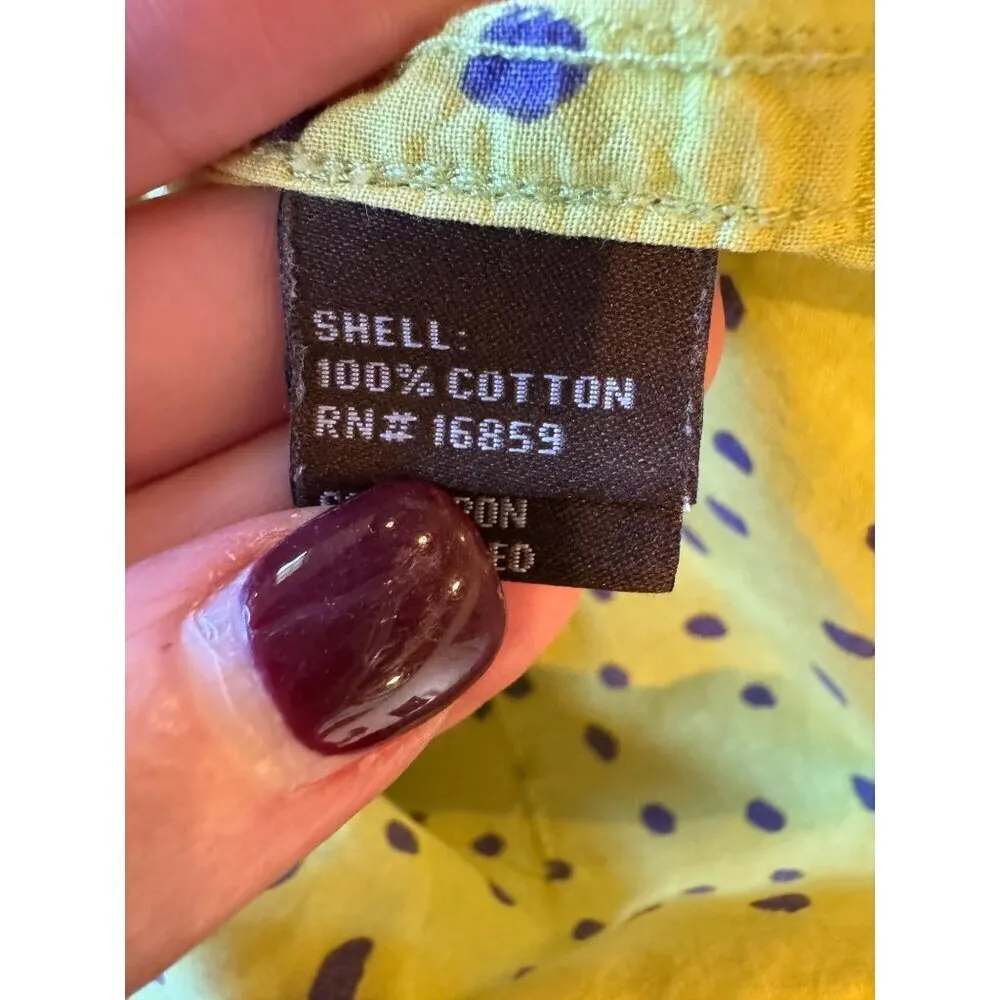 SHELL:
100% COTTON
RN# 16859